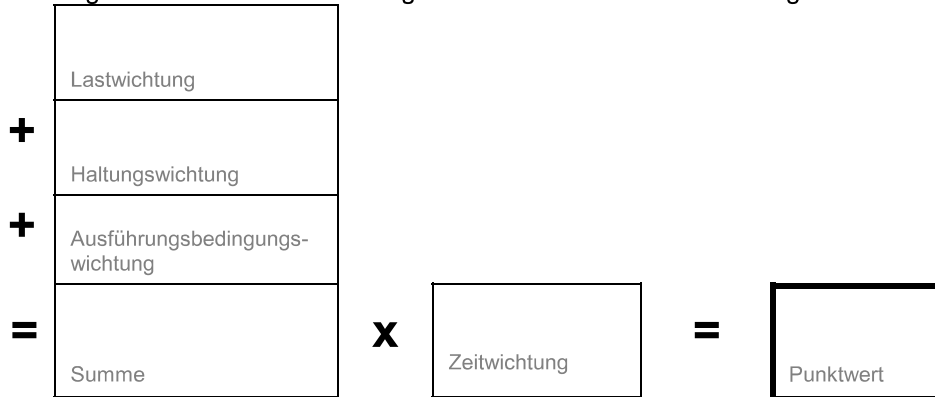 Lastwichtung
+
Haltungswichtung
+
Ausführungsbedingungs-
wichtung
=
Summe
x
Zeitwichtung
=
Punktwert